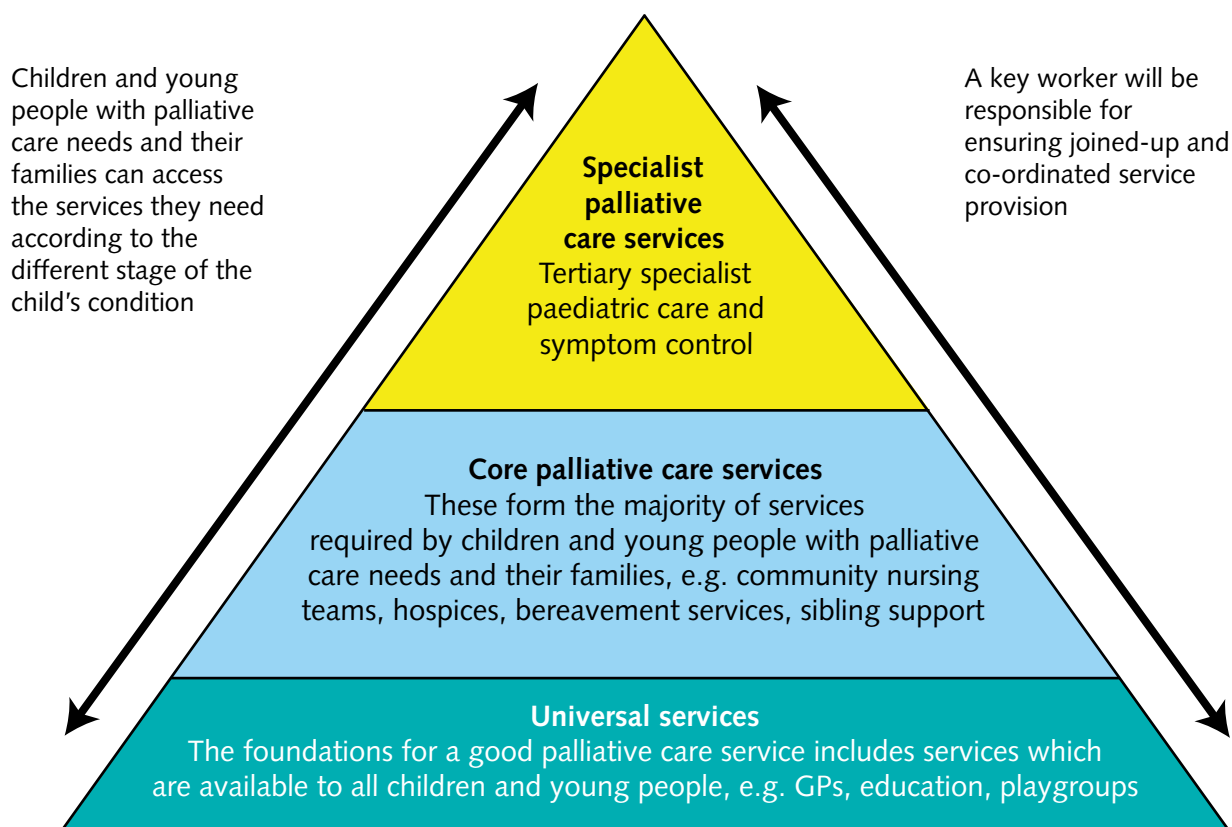 Children and young
people with palliative
care needs and their
families can access
the services they need
according to the
different stage of the
child's condition
A key worker will be
responsible for
ensuring joined-up and
co-ordinated service
provision
Specialist
palliative
care services
Tertiary specialist
paediatric care and
symptom control
Core palliative care services
These form the majority of services
required by children and young people with palliative
care needs and their families, e.g. community nursing
teams, hospices, bereavement services, sibling support
Universal services
The foundations for a good palliative care service includes services which
are available to all children and young people, e.g. GPs, education, playgroups